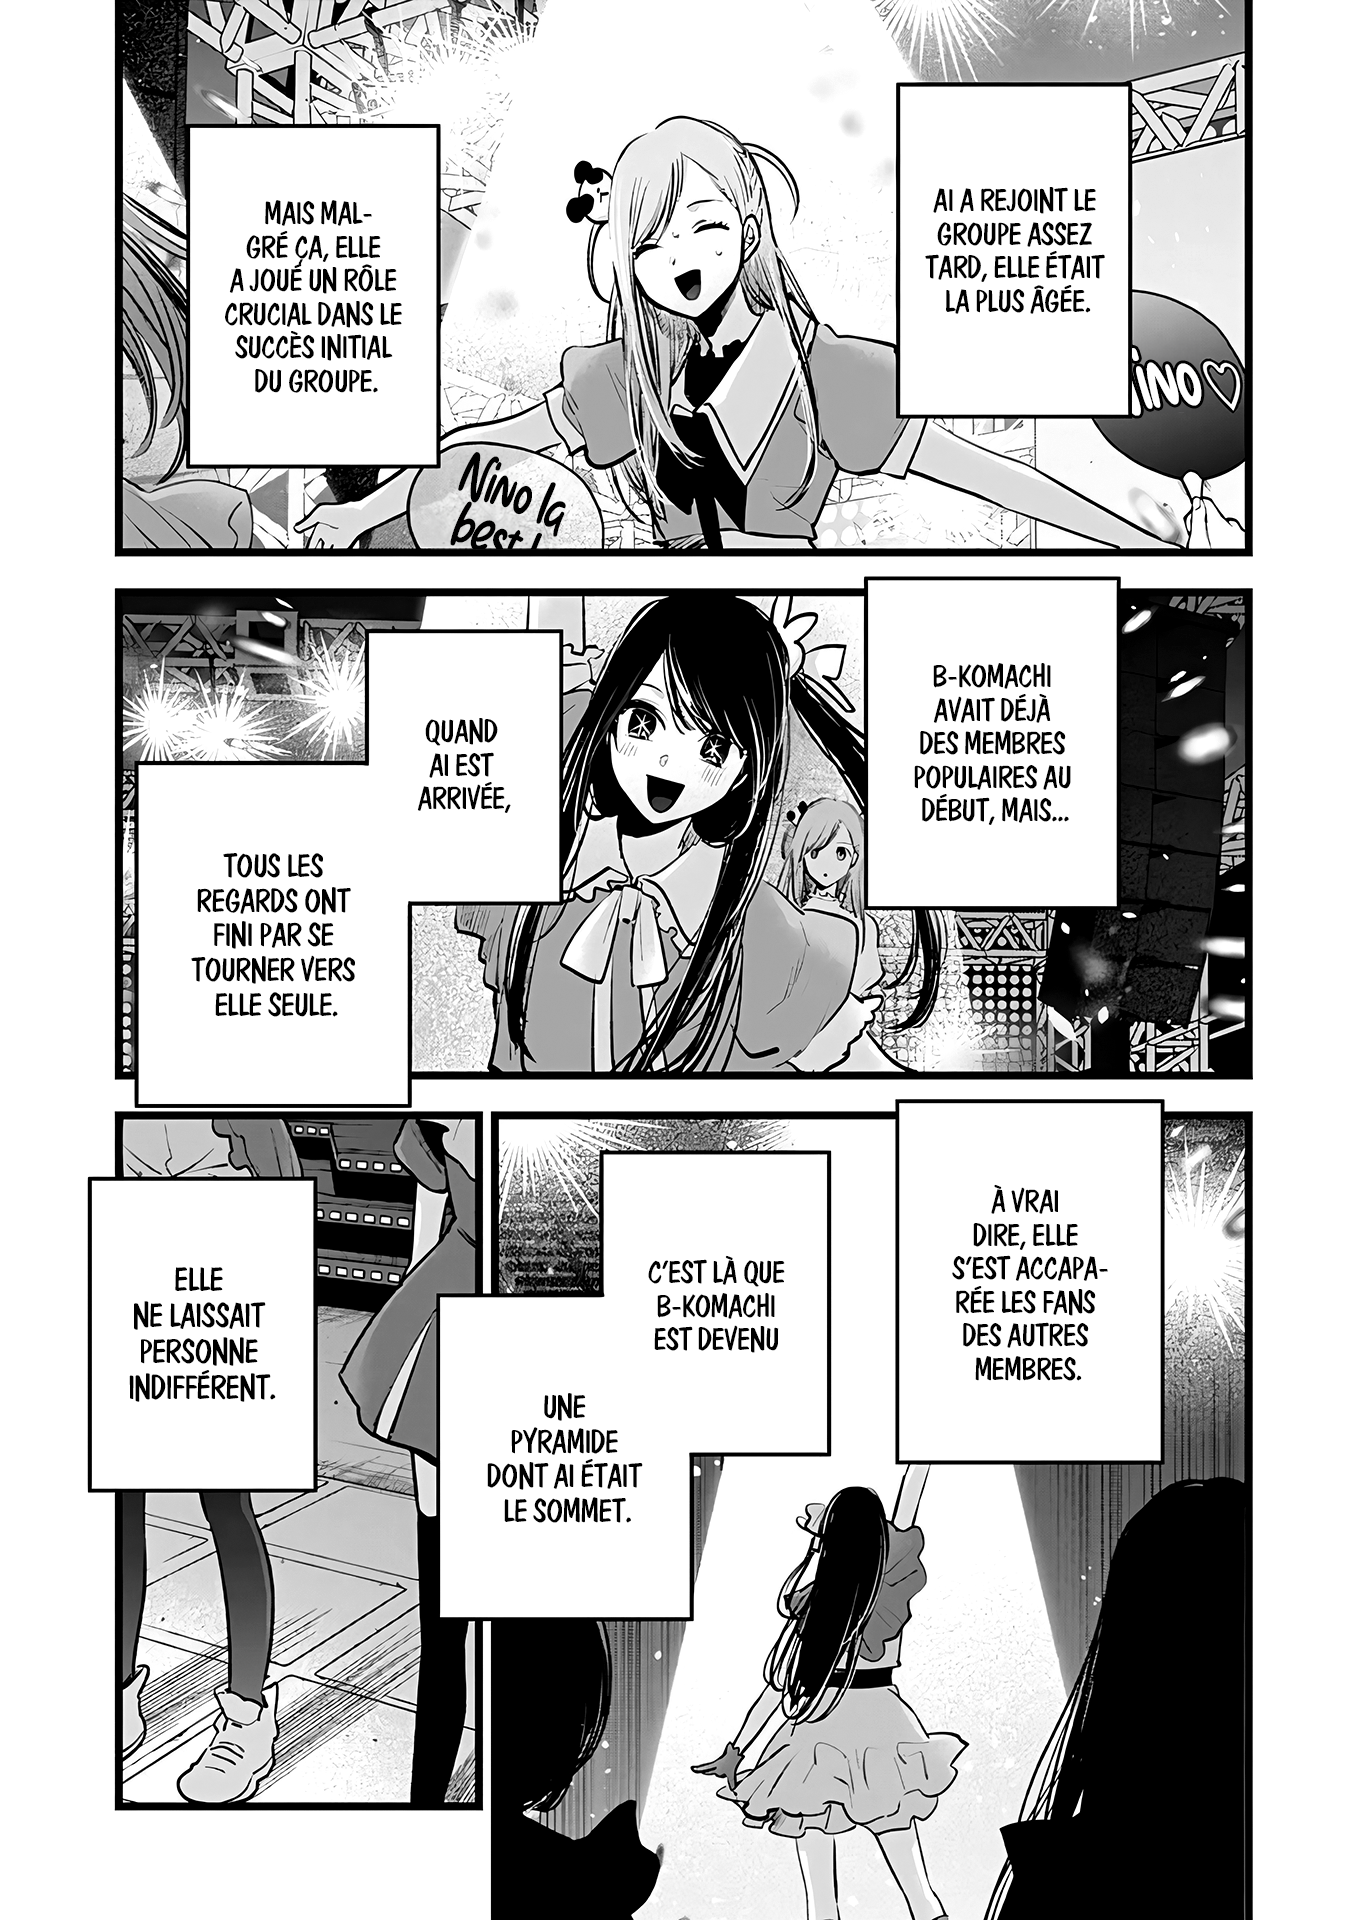 AI A REJOINT LE
GROUPE ASSEZ
TARD, ELLE ÉTAIT
LA PLUS ÂGÉE.
MAIS MAL-
GRÉ ÇA, ELLE
A JOUÉ UN RÔLE
CRUCIAL DANS LE
SUCCÈS INITIAL
DU GROUPE.
NINO♡
NINO la
best
B-KOMACHI
AVAIT DÉJÀ
DES MEMBRES
POPULAIRES AU
DÉBUT, MAIS...
QUAND
AI EST
ARRIVÉE,
TOUS LES
REGARDS ONT
FINI PAR SE
TOURNER VERS
ELLE SEULE.
À VRAI
DIRE, ELLE
S'EST ACCAPA-
RÉE LES FANS
DES AUTRES
MEMBRES.
C'EST LÀ QUE
B-KOMACHI
EST DEVENU
UNE
PYRAMIDE
DONT AI ÉTAIT
LE SOMMET.
ELLE
NE LAISSAIT
PERSONNE
INDIFFÉRENT.